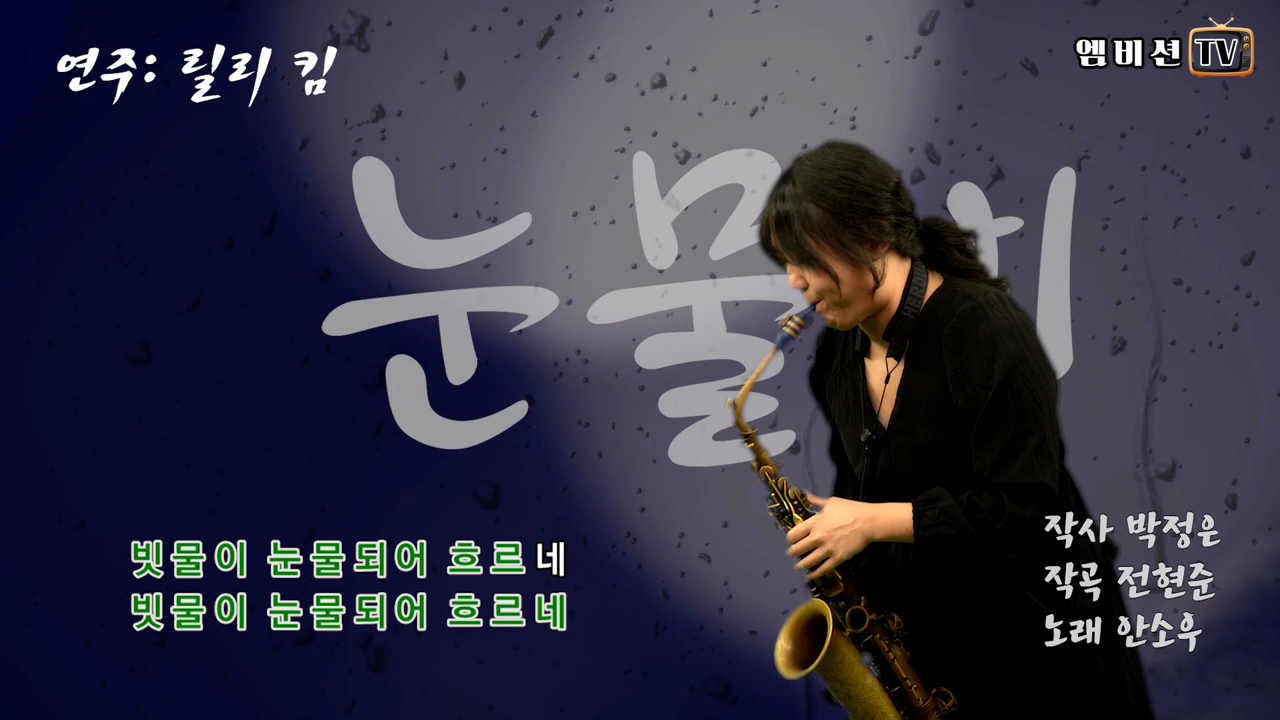 연주: 릴리 킴
엠비션 TV
눈물비
빗물이 눈물되어 흐르네
빗물이 눈물되어 흐르네
작사 박정은
작곡 전현준
노래 안소우